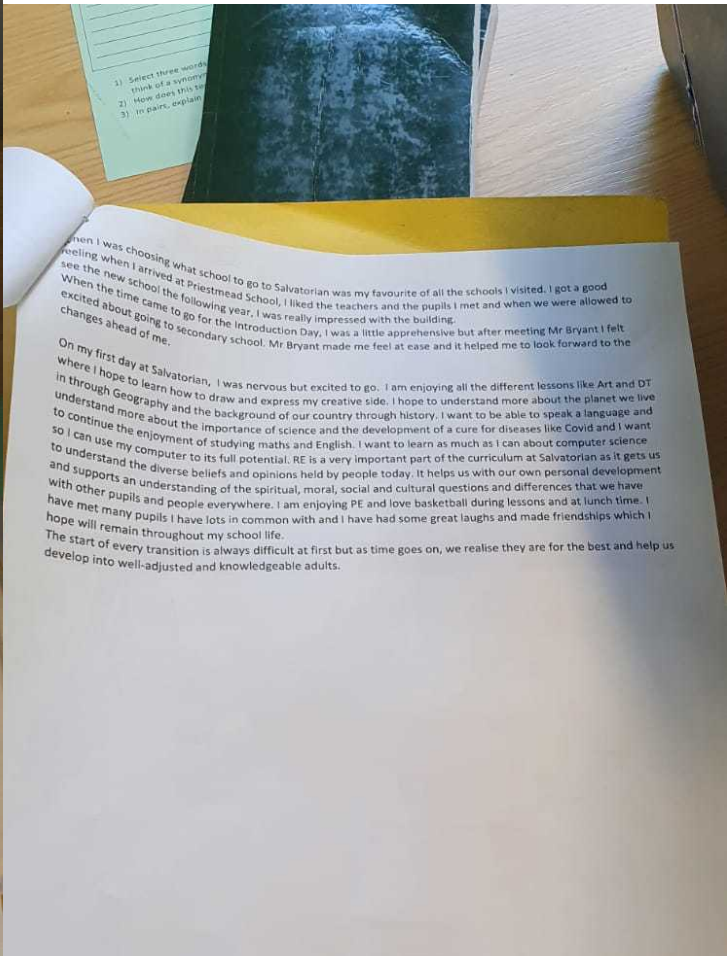 1) Select three words
think of a synonym
2) How does this
3) In pairs, explain
When I was choosing what school to go to Salvatorian was my favourite of all the schools I visited. I got a good
feeling when I arrived at Priestmead School, I liked the teachers and the pupils I met and when we were allowed to
see the new school the following year, I was really impressed with the building.
When the time came to go for the Introduction Day, I was a little apprehensive but after meeting Mr Bryant I felt
excited about going to secondary school. Mr Bryant made me feel at ease and it helped me to look forward to the
changes ahead of me.
On my first day at Salvatorian, I was nervous but excited to go. I am enjoying all the different lessons like Art and DT
where I hope to learn how to draw and express my creative side. I hope to understand more about the planet we live
in through Geography and the background of our country through history. I want to be able to speak a language and
understand more about the importance of science and the development of a cure for diseases like Covid and I want
to continue the enjoyment of studying maths and English. I want to learn as much as I can about computer science
so I can use my computer to its full potential. RE is a very important part of the curriculum at Salvatorian as it gets us
to understand the diverse beliefs and opinions held by people today. It helps us with our own personal development
and supports an understanding of the spiritual, moral, social and cultural questions and differences that we have
with other pupils and people everywhere. I am enjoying PE and love basketball during lessons and at lunch time. I
have met many pupils I have lots in common with and I have had some great laughs and made friendships which I
hope will remain throughout my school life.
The start of every transition is always difficult at first but as time goes on, we realise they are for the best and help us
develop into well-adjusted and knowledgeable adults.